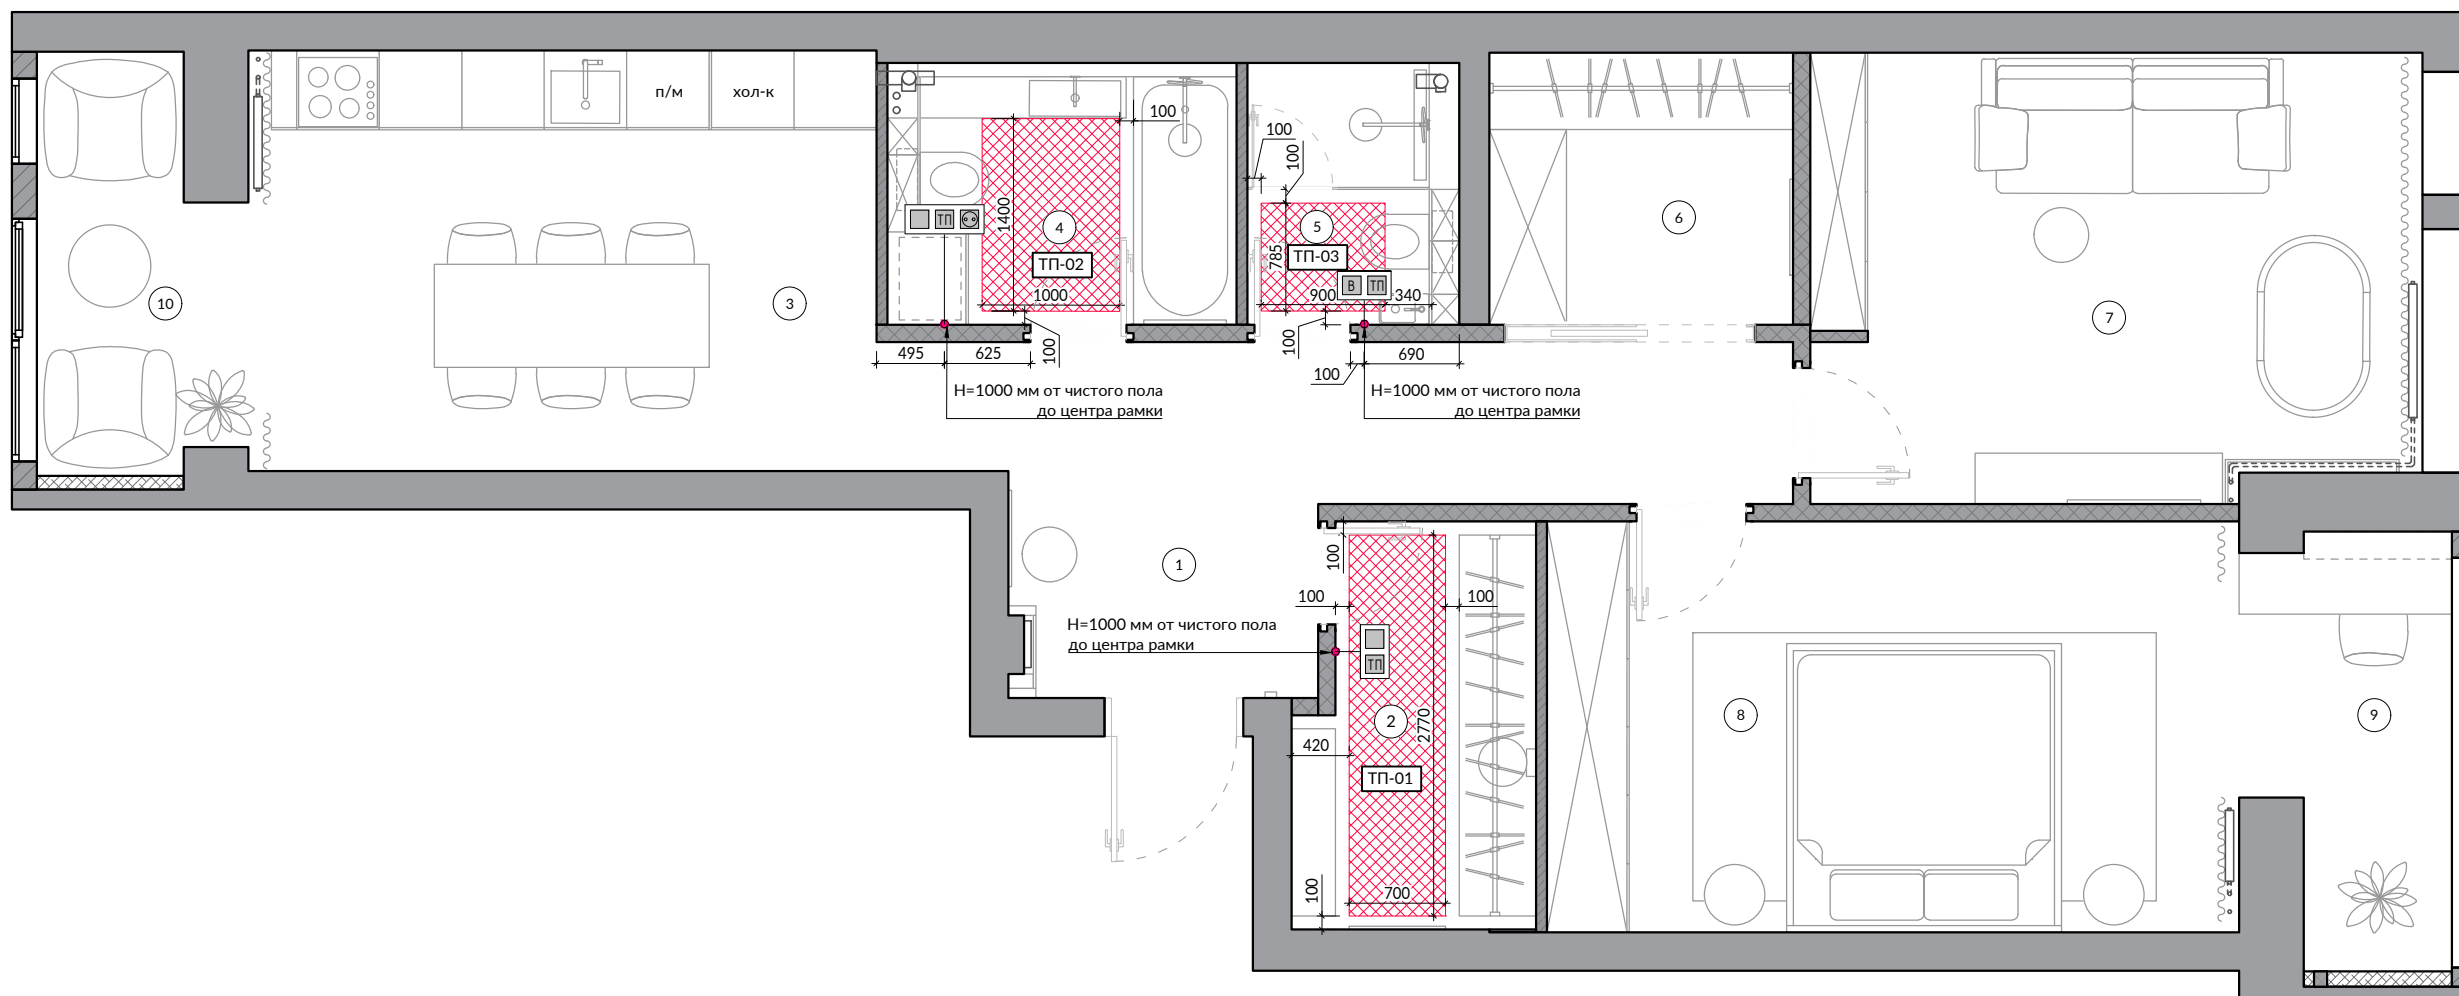 п/м
хол-к
100
100
100
1400
4
ТП-02
1000
ТП
5
785
ТП-03
В
ТП
900
340
6
10
3
7
100
100
495
625
690
100
H=1000 мм от чистого пола
до центра рамки
H=1000 мм от чистого пола
до центра рамки
1
100
100
100
H=1000 мм от чистого пола
до центра рамки
ТП
2
2770
420
ТП-01
700
100
8
9